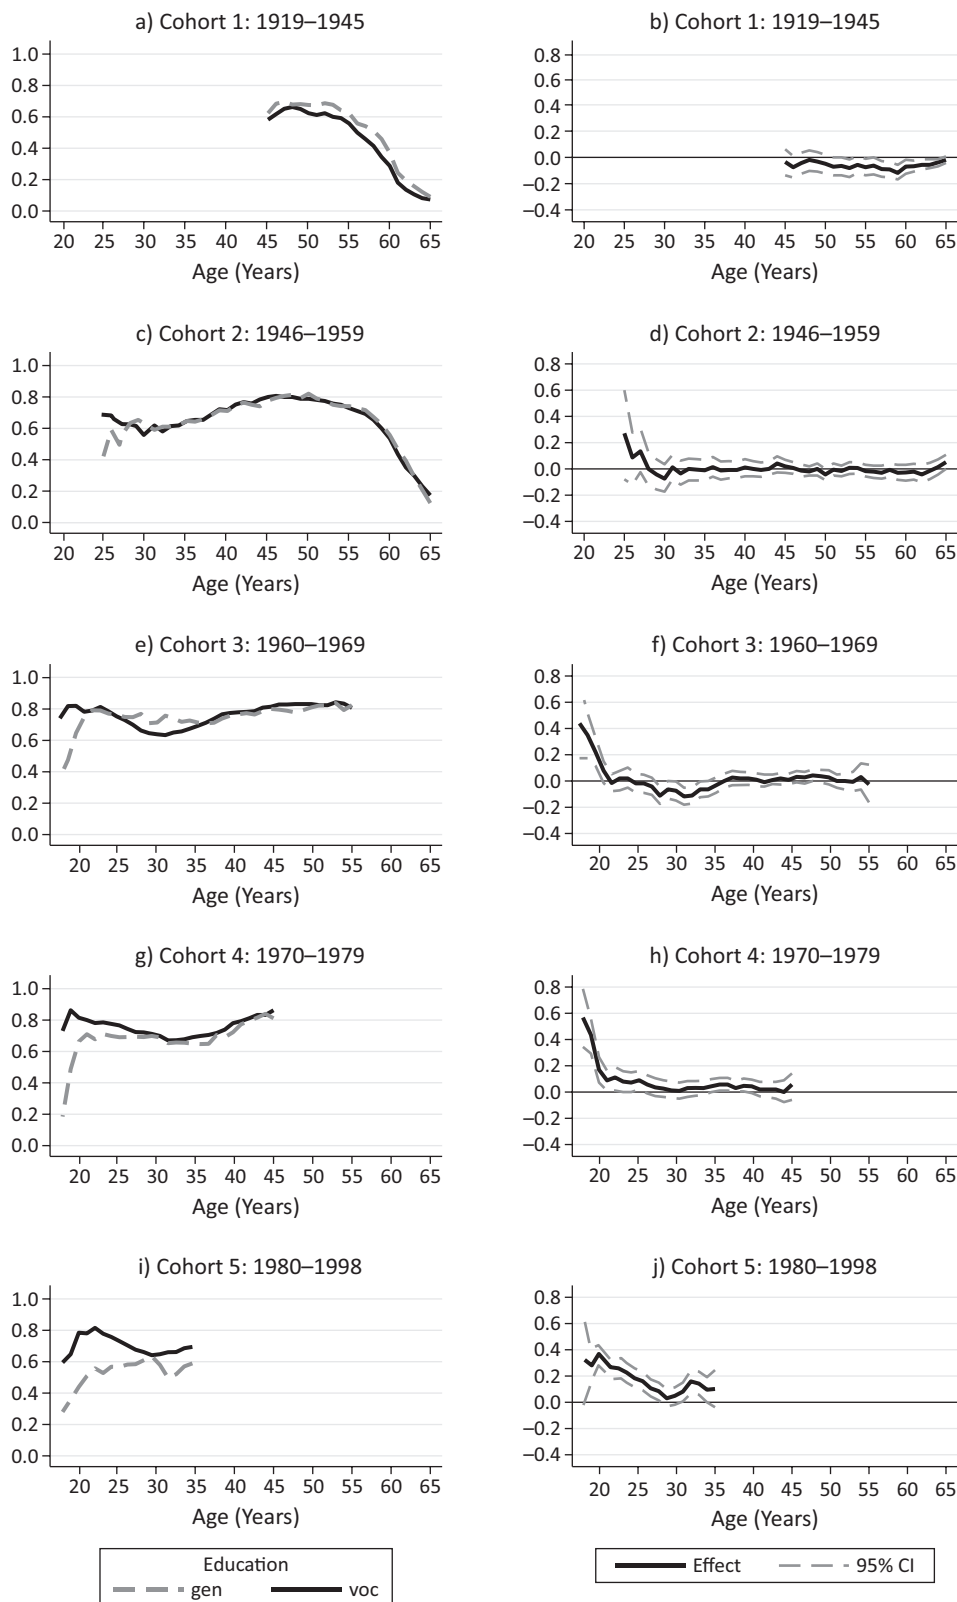 a) Cohort 1: 1919–1945
1.0
0.8
0.6
0.4
0.2
0.0
20 25 30 35 40 45 50 55 60 65
Age (Years)
b) Cohort 1: 1919–1945
0.8
0.6
0.4
0.2
0.0
−0.2
−0.4
20 25 30 35 40 45 50 55 60 65
Age (Years)
c) Cohort 2: 1946–1959
1.0
0.8
0.6
0.4
0.2
0.0
20 25 30 35 40 45 50 55 60 65
Age (Years)
d) Cohort 2: 1946–1959
0.8
0.6
0.4
0.2
0.0
−0.2
−0.4
20 25 30 35 40 45 50 55 60 65
Age (Years)
e) Cohort 3: 1960–1969
1.0
0.8
0.6
0.4
0.2
0.0
20 25 30 35 40 45 50 55 60 65
Age (Years)
f) Cohort 3: 1960–1969
0.8
0.6
0.4
0.2
0.0
−0.2
−0.4
20 25 30 35 40 45 50 55 60 65
Age (Years)
g) Cohort 4: 1970–1979
1.0
0.8
0.6
0.4
0.2
0.0
20 25 30 35 40 45 50 55 60 65
Age (Years)
h) Cohort 4: 1970–1979
0.8
0.6
0.4
0.2
0.0
−0.2
−0.4
20 25 30 35 40 45 50 55 60 65
Age (Years)
i) Cohort 5: 1980–1998
1.0
0.8
0.6
0.4
0.2
0.0
20 25 30 35 40 45 50 55 60 65
Age (Years)
j) Cohort 5: 1980–1998
0.8
0.6
0.4
0.2
0.0
−0.2
−0.4
20 25 30 35 40 45 50 55 60 65
Age (Years)
Education
gen voc
Effect 95% CI